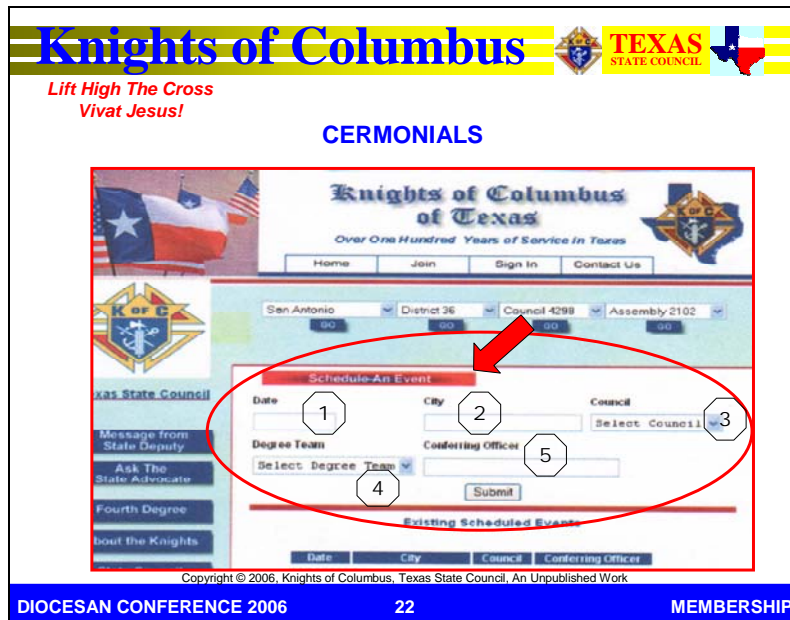 Knights of Columbus
TEXAS
STATE COUNCIL
Lift High The Cross
Vivat Jesus!
CERMONIALS
Knights of Columbus
of Texas
Over One Hundred Years of Service in Texas
K OF C
Home Join Sign In Contact Us
K OF C
San Antonio District 36 Council 4298 Assembly 2102
GO GO GO GO
Schedule An Event
xas State Council
Date City Council
1 2 Select Council 3
Message from
State Deputy
Degree Team Conferring Officer
5
Ask The
State Advocate
Select Degree Team
4
Submit
Fourth Degree
Existing Scheduled Events
bout the Knights
Date City Council Conferring Officer
Copyright © 2006, Knights of Columbus, Texas State Council, An Unpublished Work
DIOCESAN CONFERENCE 2006 22 MEMBERSHIP